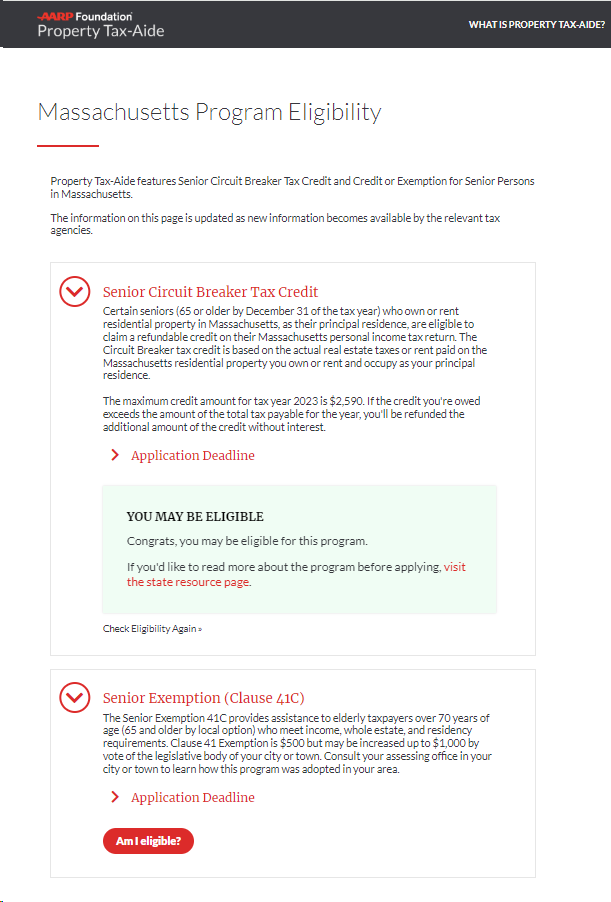 AARP Foundation
Property Tax-Aide
WHAT IS PROPERTY TAX-AIDE?
Massachusetts Program Eligibility
Property Tax-Aide features Senior Circuit Breaker Tax Credit and Credit or Exemption for Senior Persons
in Massachusetts.
The information on this page is updated as new information becomes available by the relevant tax
agencies.
Senior Circuit Breaker Tax Credit
Certain seniors (65 or older by December 31 of the tax year) who own or rent
residential property in Massachusetts, as their principal residence, are eligible to
claim a refundable credit on their Massachusetts personal income tax return. The
Circuit Breaker tax credit is based on the actual real estate taxes or rent paid on the
Massachusetts residential property you own or rent and occupy as your principal
residence.
The maximum credit amount for tax year 2023 is $2,590. If the credit you're owed
exceeds the amount of the total tax payable for the year, you'll be refunded the
additional amount of the credit without interest.
Application Deadline
YOU MAY BE ELIGIBLE
Congrats, you may be eligible for this program.
If you'd like to read more about the program before applying, visit
the state resource page.
Check Eligibility Again »
Senior Exemption (Clause 41C)
The Senior Exemption 41C provides assistance to elderly taxpayers over 70 years of
age (65 and older by local option) who meet income, whole estate, and residency
requirements. Clause 41 Exemption is $500 but may be increased up to $1,000 by
vote of the legislative body of your city or town. Consult your assessing office in your
city or town to learn how this program was adopted in your area.
Application Deadline
Am I eligible?